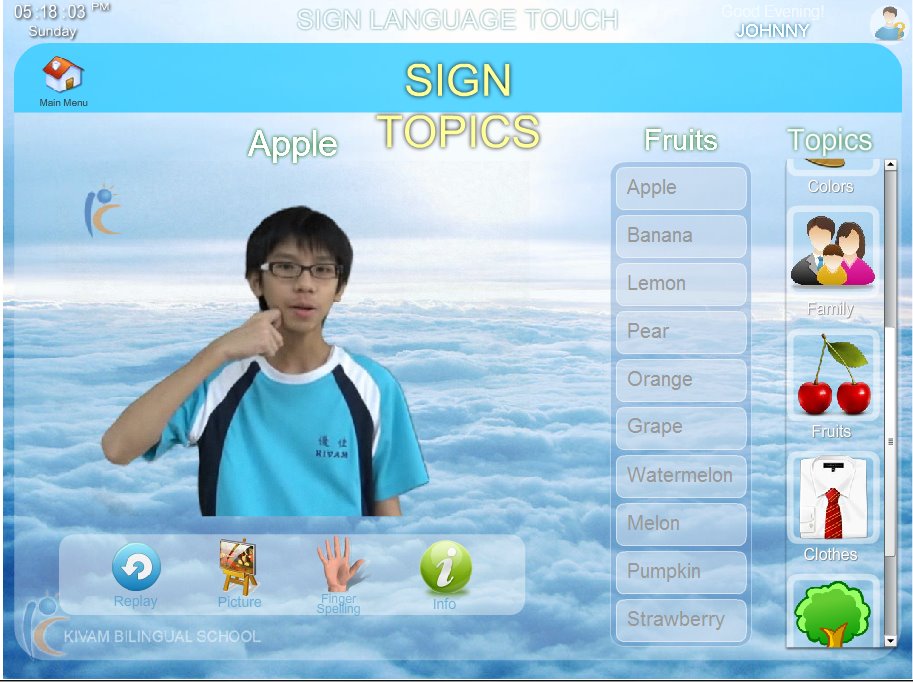 05:18:03 PM
Sunday
SIGN LANGUAGE TOUCH
Good Evening!
JOHNNY
Main Menu
SIGN
TOPICS
Apple
優佳
KIVAM
Replay
Picture
Finger
Spelling
Info
KIVAM BILINGUAL SCHOOL
Fruits
Apple
Banana
Lemon
Pear
Orange
Grape
Watermelon
Melon
Pumpkin
Strawberry
Topics
Colors
Family
Fruits
Clothes